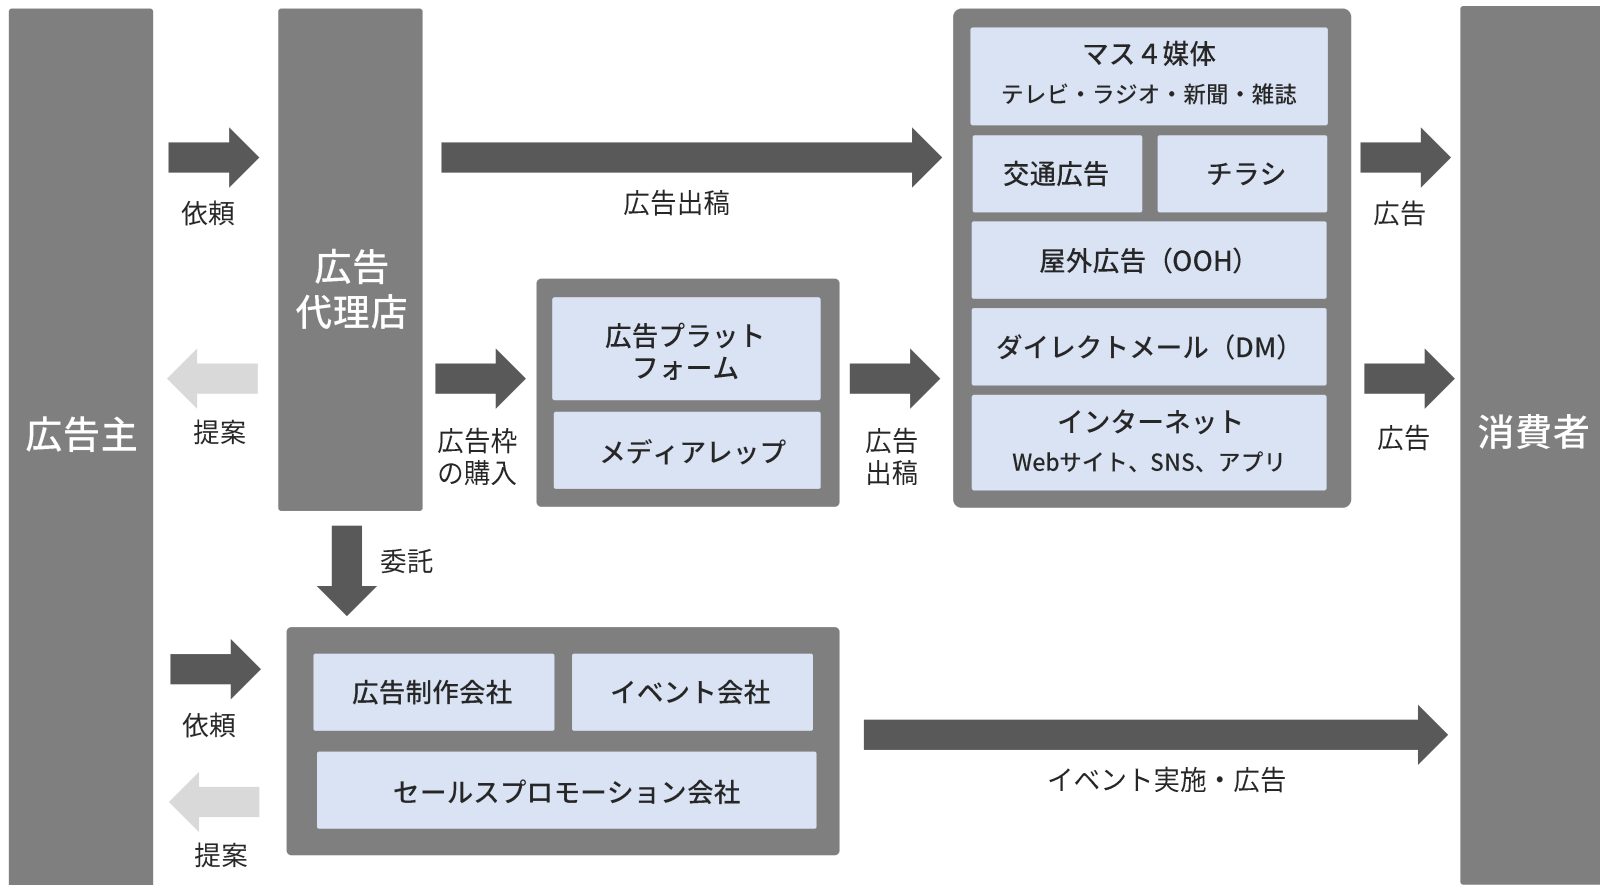 広告主
依頼
提案
広告
代理店
広告出稿
広告枠
の購入
広告プラット
フォーム
メディアレップ
広告
出稿
マス４媒体
テレビ・ラジオ・新聞・雑誌
交通広告
チラシ
屋外広告（OOH）
ダイレクトメール（DM）
インターネット
Webサイト、SNS、アプリ
広告
広告
消費者
委託
依頼
提案
広告制作会社
イベント会社
セールスプロモーション会社
イベント実施・広告